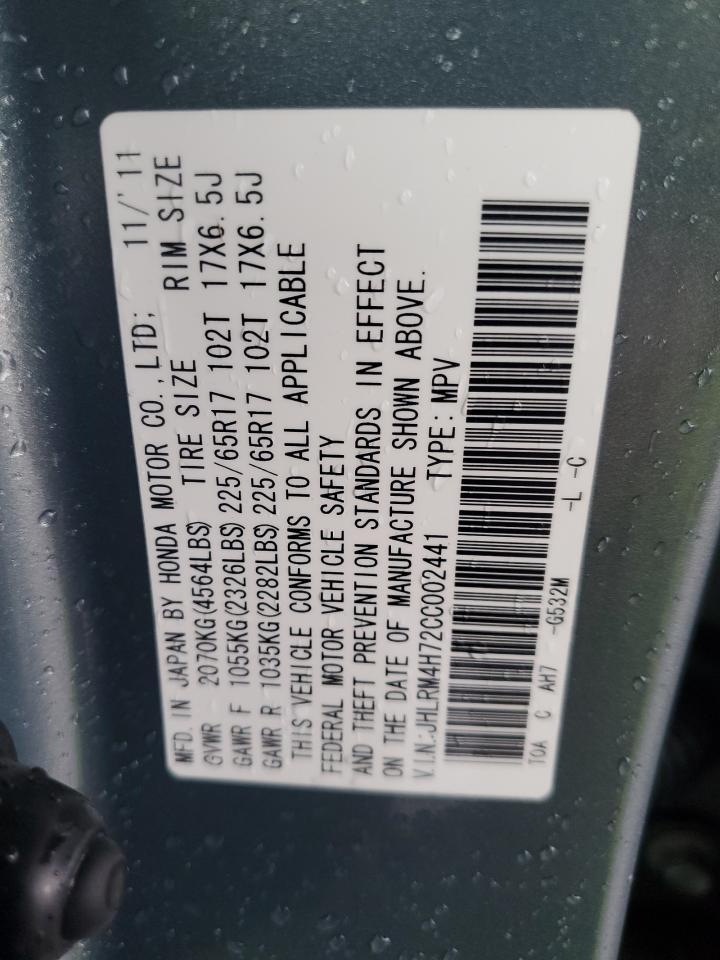 MFD. IN JAPAN BY HONDA MOTOR CO., LTD; 11/'11
GVWR 2070KG(4564LBS) TIRE SIZE RIM SIZE
GAWR F 1055KG(2326LBS) 225/65R17 102T 17X6.5J
GAWR R 1035KG(2282LBS) 225/65R17 102T 17X6.5J
THIS VEHICLE CONFORMS TO ALL APPLICABLE
FEDERAL MOTOR VEHICLE SAFETY
AND THEFT PREVENTION STANDARDS IN EFFECT
ON THE DATE OF MANUFACTURE SHOWN ABOVE.
V.I.N:JHLRM4H72CC002441 TYPE: MPV
T0A C AH7 -G532M -L -C